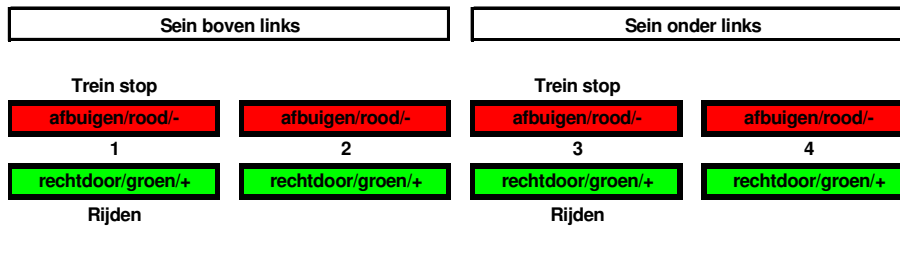 Sein boven links Sein onder links
Trein stop Trein stop
afbuigen/rood/- afbuigen/rood/- afbuigen/rood/- afbuigen/rood/-
1 2 3 4
rechtdoor/groen/+ rechtdoor/groen/+ rechtdoor/groen/+ rechtdoor/groen/+
Rijden Rijden